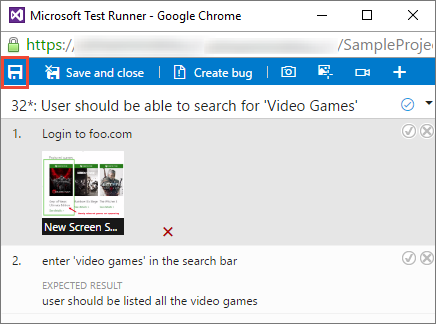 Microsoft Test Runner - Google Chrome
https:/ /SampleProje
Save and close | Create bug
32*: User should be able to search for 'Video Games'
1. Login to foo.com
New Screen S...
2. enter 'video games' in the search bar
EXPECTED RESULT
user should be listed all the video games